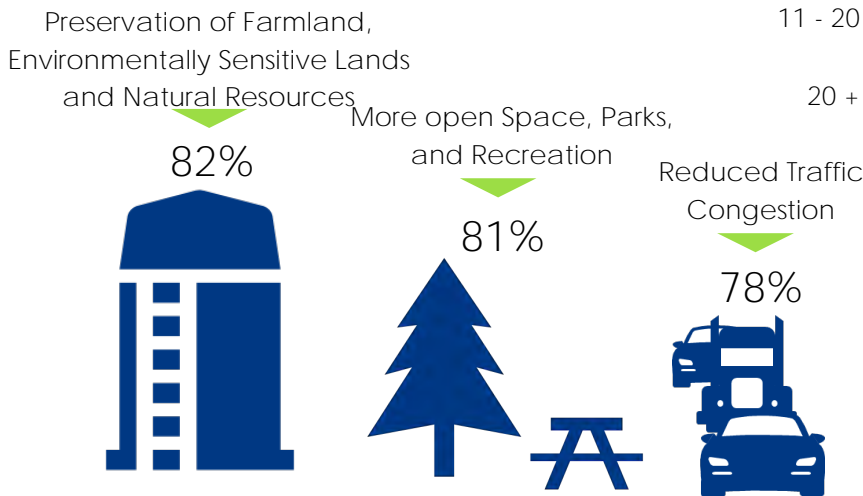 Preservation of Farmland,
Environmentally Sensitive Lands
and Natural Resources
82%
More open Space, Parks,
and Recreation
81%
Reduced Traffic
Congestion
78%
11 - 20
20 +